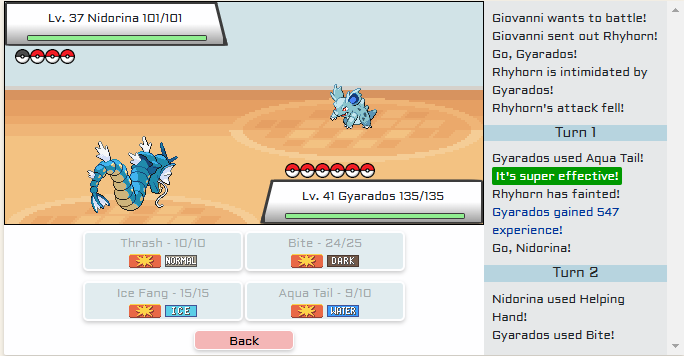 Lv. 37 Nidorina 101/101
Lv. 41 Gyarados 135/135
Thrash - 10/10
NORMAL
Bite - 24/25
DARK
Ice Fang - 15/15
ICE
Aqua Tail - 9/10
WATER
Back
Giovanni wants to battle!
Giovanni sent out Rhyhorn!
Go, Gyarados!
Rhyhorn is intimidated by
Gyarados!
Rhyhorn's attack fell!
Turn 1
Gyarados used Aqua Tail!
It's super effective!
Rhyhorn has fainted!
Gyarados gained 547
experience!
Go, Nidorina!
Turn 2
Nidorina used Helping
Hand!
Gyarados used Bite!